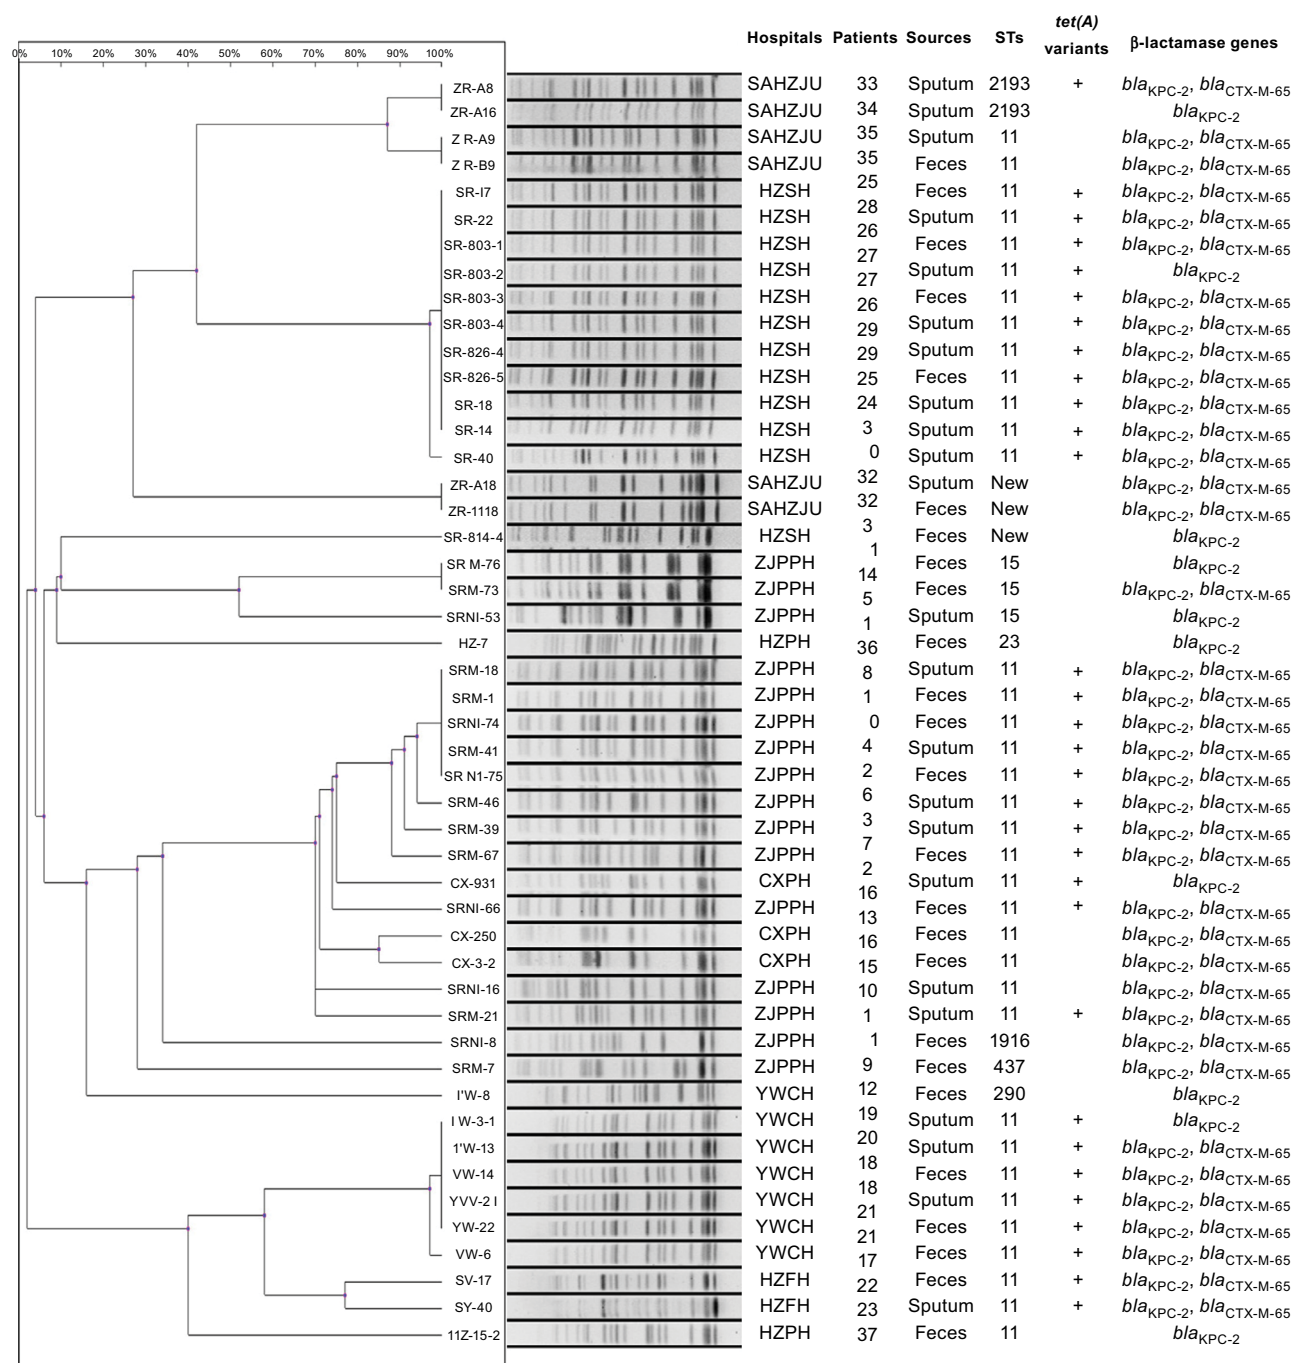 tet(A)
Hospitals Patients Sources STs variants β-lactamase genes
0% 10% 20% 30% 40% 50% 60% 70% 80% 90% 100%
ZR-A8 SAHZJU 33 Sputum 2193 + blaKPC-2, blaCTX-M-65
ZR-A16 SAHZJU 34 Sputum 2193 blaKPC-2
Z R-A9 SAHZJU 35 Sputum 11 blaKPC-2, blaCTX-M-65
Z R-B9 SAHZJU 35 Feces 11 blaKPC-2, blaCTX-M-65
SR-I7 HZSH 25 Feces 11 + blaKPC-2, blaCTX-M-65
SR-22 HZSH 28 Sputum 11 + blaKPC-2, blaCTX-M-65
SR-803-1 HZSH 26 Feces 11 + blaKPC-2, blaCTX-M-65
SR-803-2 HZSH 27 Sputum 11 + blaKPC-2
SR-803-3 HZSH 27 Feces 11 + blaKPC-2, blaCTX-M-65
SR-803-4 HZSH 26 Sputum 11 + blaKPC-2, blaCTX-M-65
SR-826-4 HZSH 29 Sputum 11 + blaKPC-2, blaCTX-M-65
SR-826-5 HZSH 29 Feces 11 + blaKPC-2, blaCTX-M-65
SR-18 HZSH 25 Sputum 11 + blaKPC-2, blaCTX-M-65
SR-14 HZSH 24 Sputum 11 + blaKPC-2, blaCTX-M-65
SR-40 HZSH 3 0 Sputum 11 + blaKPC-2, blaCTX-M-65
ZR-A18 SAHZJU 32 Sputum New blaKPC-2, blaCTX-M-65
ZR-1118 SAHZJU 32 Feces New blaKPC-2, blaCTX-M-65
SR-814-4 HZSH 3 1 Feces New blaKPC-2
SR M-76 ZJPPH 14 Feces 15 blaKPC-2
SRM-73 ZJPPH 5 Feces 15 blaKPC-2, blaCTX-M-65
SRNI-53 ZJPPH 1 Sputum 15 blaKPC-2
HZ-7 HZPH 36 Feces 23 blaKPC-2
SRM-18 ZJPPH 8 Sputum 11 + blaKPC-2, blaCTX-M-65
SRM-1 ZJPPH 1 Feces 11 + blaKPC-2, blaCTX-M-65
SRNI-74 ZJPPH 0 Feces 11 + blaKPC-2, blaCTX-M-65
SRM-41 ZJPPH 4 Sputum 11 + blaKPC-2, blaCTX-M-65
SR N1-75 ZJPPH 2 Feces 11 + blaKPC-2, blaCTX-M-65
SRM-46 ZJPPH 6 Sputum 11 + blaKPC-2, blaCTX-M-65
SRM-39 ZJPPH 3 Sputum 11 + blaKPC-2, blaCTX-M-65
SRM-67 ZJPPH 7 Feces 11 + blaKPC-2, blaCTX-M-65
CX-931 CXPH 2 Sputum 11 + blaKPC-2
SRNI-66 ZJPPH 16 13 Feces 11 + blaKPC-2, blaCTX-M-65
CX-250 CXPH 16 Feces 11 blaKPC-2, blaCTX-M-65
CX-3-2 CXPH 15 Feces 11 blaKPC-2, blaCTX-M-65
SRNI-16 ZJPPH 10 Sputum 11 blaKPC-2, blaCTX-M-65
SRM-21 ZJPPH 1 Sputum 11 + blaKPC-2, blaCTX-M-65
SRNI-8 ZJPPH 1 Feces 1916 blaKPC-2, blaCTX-M-65
SRM-7 ZJPPH 9 Feces 437 blaKPC-2, blaCTX-M-65
I'W-8 YWCH 12 Feces 290 blaKPC-2
I W-3-1 YWCH 19 Sputum 11 + blaKPC-2
1'W-13 YWCH 20 Sputum 11 + blaKPC-2, blaCTX-M-65
VW-14 YWCH 18 Feces 11 + blaKPC-2, blaCTX-M-65
YVV-2 I YWCH 18 Sputum 11 + blaKPC-2, blaCTX-M-65
YW-22 YWCH 21 Feces 11 + blaKPC-2, blaCTX-M-65
VW-6 YWCH 21 17 Feces 11 + blaKPC-2, blaCTX-M-65
SV-17 HZFH 22 Feces 11 + blaKPC-2, blaCTX-M-65
SY-40 HZFH 23 Sputum 11 + blaKPC-2, blaCTX-M-65
11Z-15-2 HZPH 37 Feces 11 blaKPC-2